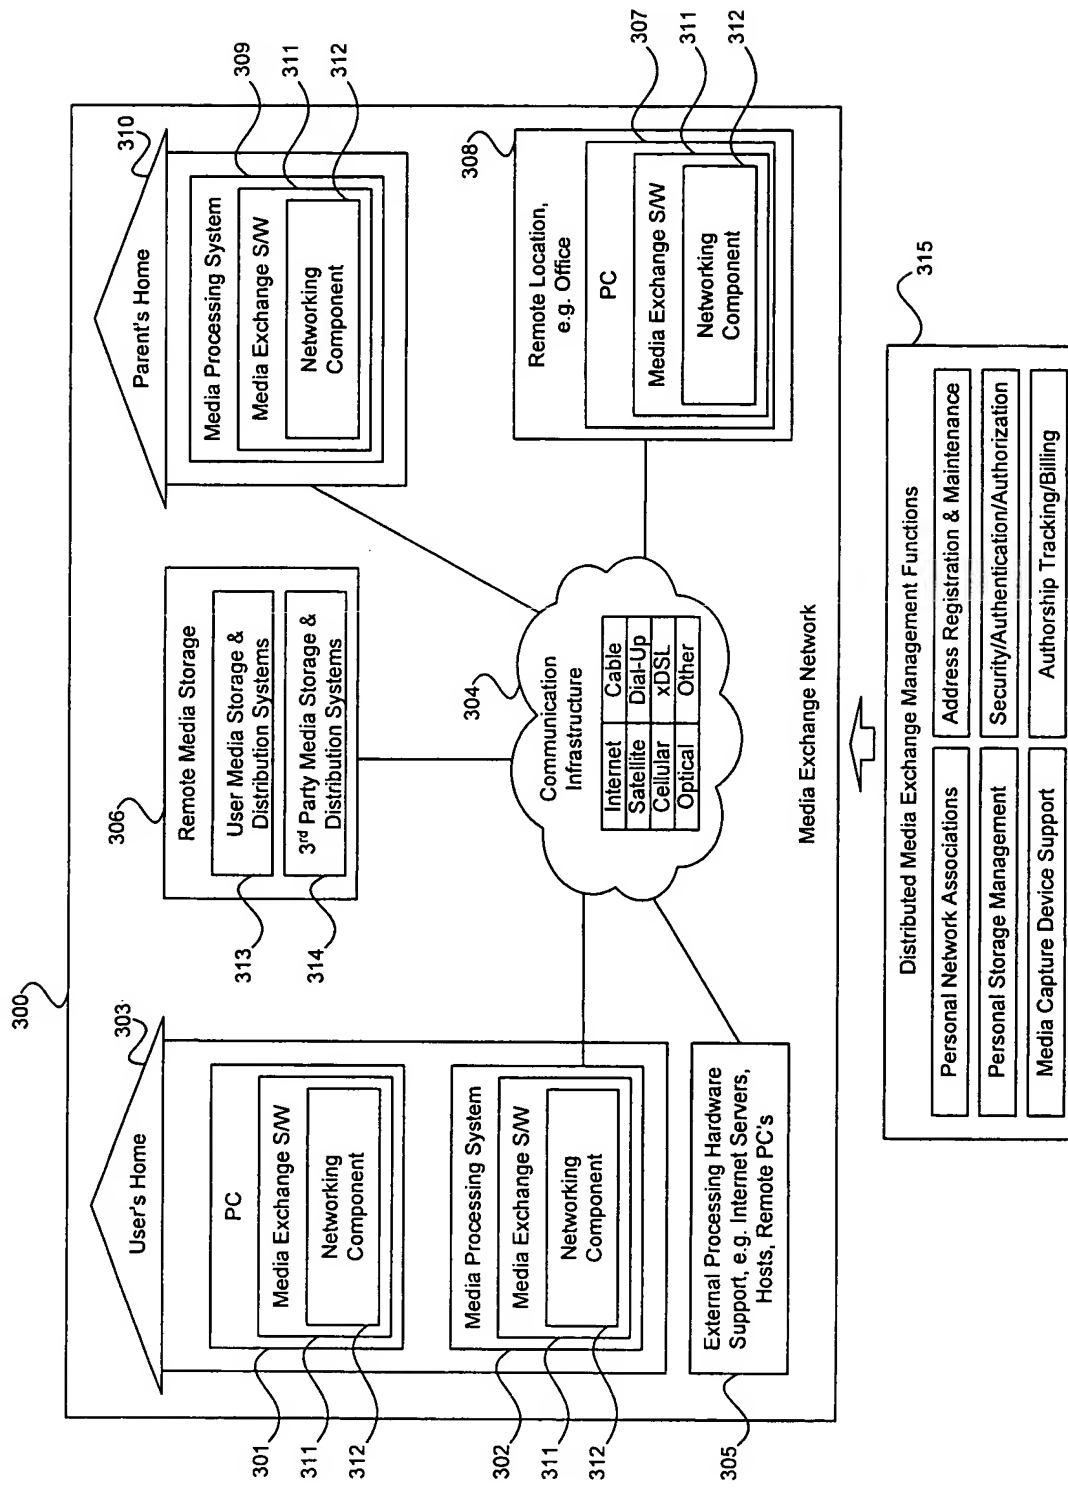 300
303
User's Home
PC
Media Exchange S/W
Networking
Component
301
311
312
Media Processing System
Media Exchange S/W
Networking
Component
302
311
312
External Processing Hardware
Support, e.g. Internet Servers,
Hosts, Remote PC's
305
306
Remote Media Storage
User Media Storage &
Distribution Systems
3rd Party Media Storage &
Distribution Systems
313
314
304
Communication
Infrastructure
Internet
Cable
Satellite
Dial-Up
Cellular
xDSL
Optical
Other
310
Parent's Home
Media Processing System
Media Exchange S/W
Networking
Component
309
311
312
308
Remote Location,
e.g. Office
PC
Media Exchange S/W
Networking
Component
307
311
312
Media Exchange Network
315
Distributed Media Exchange Management Functions
Personal Network Associations
Address Registration & Maintenance
Personal Storage Management
Security/Authentication/Authorization
Media Capture Device Support
Authorship Tracking/Billing